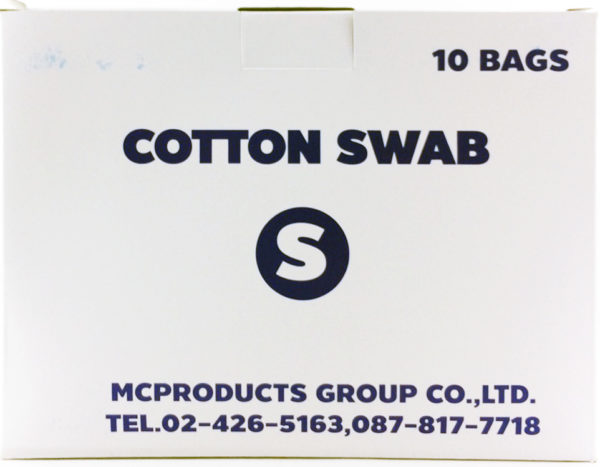 10 BAGS
COTTON SWAB
S
MCPRODUCTS GROUP CO.,LTD.
TEL.02-426-5163,087-817-7718